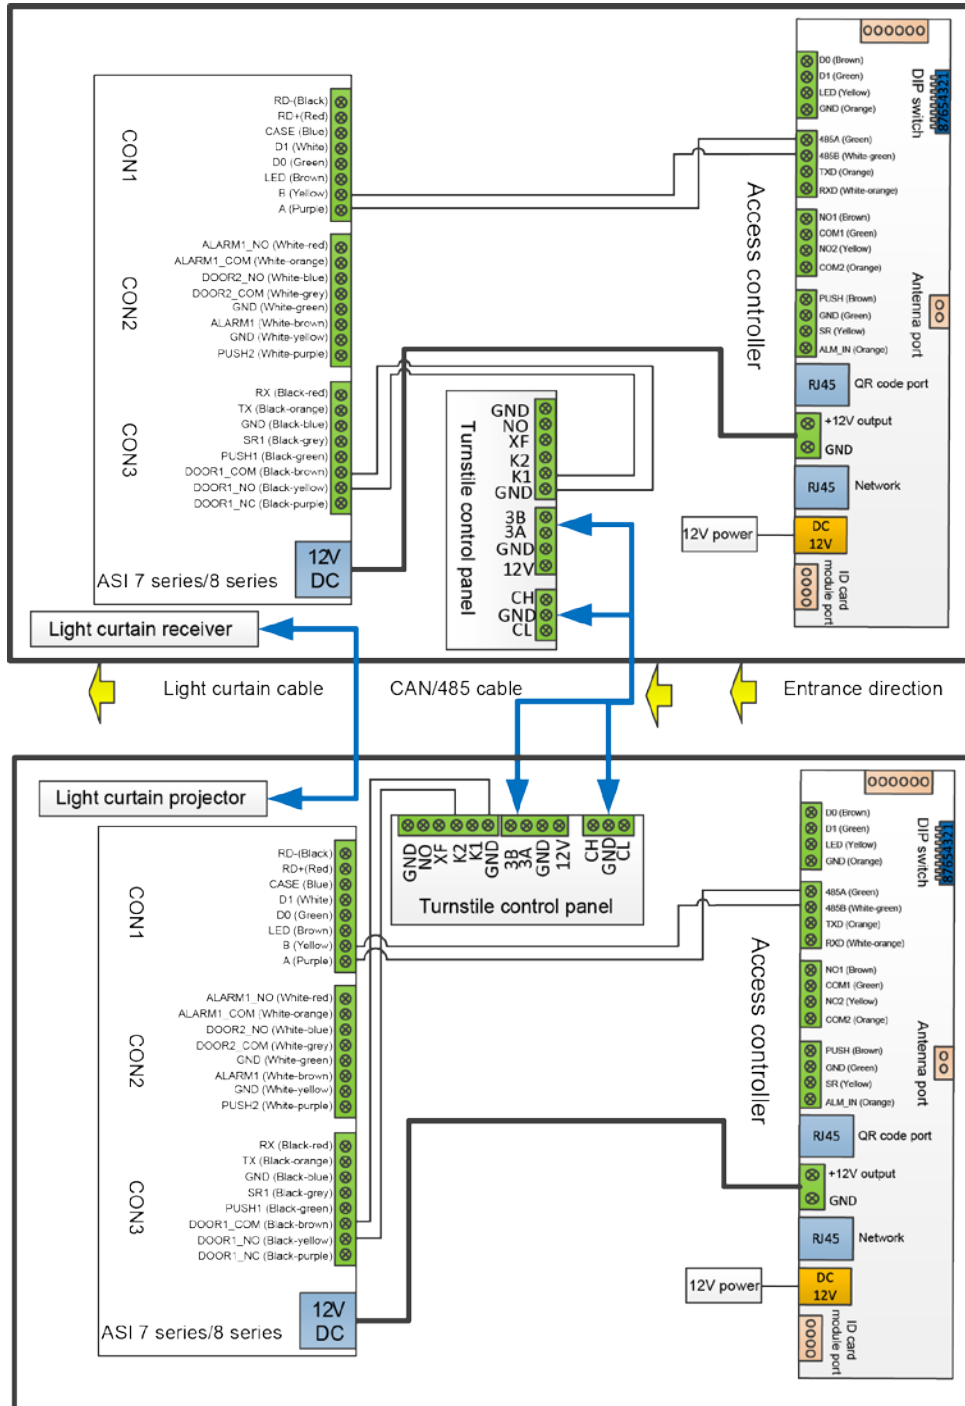 RD-(Black)
RD+(Red)
CASE (Blue)
D1 (White)
D0 (Green)
LED (Brown)
B (Yellow)
A (Purple)
CON1
ALARM1_NO (White-red)
ALARM1_COM (White-orange)
DOOR2_NO (White-blue)
DOOR2_COM (White-grey)
GND (White-green)
ALARM1 (White-brown)
GND (White-yellow)
PUSH2 (White-purple)
CON2
RX (Black-red)
TX (Black-orange)
GND (Black-blue)
SR1 (Black-grey)
PUSH1 (Black-green)
DOOR1_COM (Black-brown)
DOOR1_NO (Black-yellow)
DOOR1_NC (Black-purple)
CON3
12V
DC
ASI 7 series/8 series
Light curtain receiver
GND
NO
XF
K2
K1
GND
3B
3A
GND
12V
CH
GND
CL
Turnstile control panel
D0 (Brown)
D1 (Green)
LED (Yellow)
GND (Orange)
DIP switch
87654321
485A (Green)
485B (White-green)
TXD (Orange)
RXD (White-orange)
Access controller
NO1 (Brown)
COM1 (Green)
NO2 (Yellow)
COM2 (Orange)
Antenna port
PUSH (Brown)
GND (Green)
SR (Yellow)
ALM_IN (Orange)
RJ45
QR code port
+12V output
GND
RJ45
Network
12V power
DC
12V
ID card
module port
Light curtain cable
CAN/485 cable
Entrance direction
Light curtain projector
RD-(Black)
RD+(Red)
CASE (Blue)
D1 (White)
D0 (Green)
LED (Brown)
B (Yellow)
A (Purple)
CON1
ALARM1_NO (White-red)
ALARM1_COM (White-orange)
DOOR2_NO (White-blue)
DOOR2_COM (White-grey)
GND (White-green)
ALARM1 (White-brown)
GND (White-yellow)
PUSH2 (White-purple)
CON2
RX (Black-red)
TX (Black-orange)
GND (Black-blue)
SR1 (Black-grey)
PUSH1 (Black-green)
DOOR1_COM (Black-brown)
DOOR1_NO (Black-yellow)
DOOR1_NC (Black-purple)
CON3
12V
DC
ASI 7 series/8 series
GND
NO
XF
K2
K1
GND
3B
3A
GND
12V
CH
GND
CL
Turnstile control panel
D0 (Brown)
D1 (Green)
LED (Yellow)
GND (Orange)
DIP switch
87654321
485A (Green)
485B (White-green)
TXD (Orange)
RXD (White-orange)
Access controller
NO1 (Brown)
COM1 (Green)
NO2 (Yellow)
COM2 (Orange)
Antenna port
PUSH (Brown)
GND (Green)
SR (Yellow)
ALM_IN (Orange)
RJ45
QR code port
+12V output
GND
RJ45
Network
12V power
DC
12V
ID card
module port